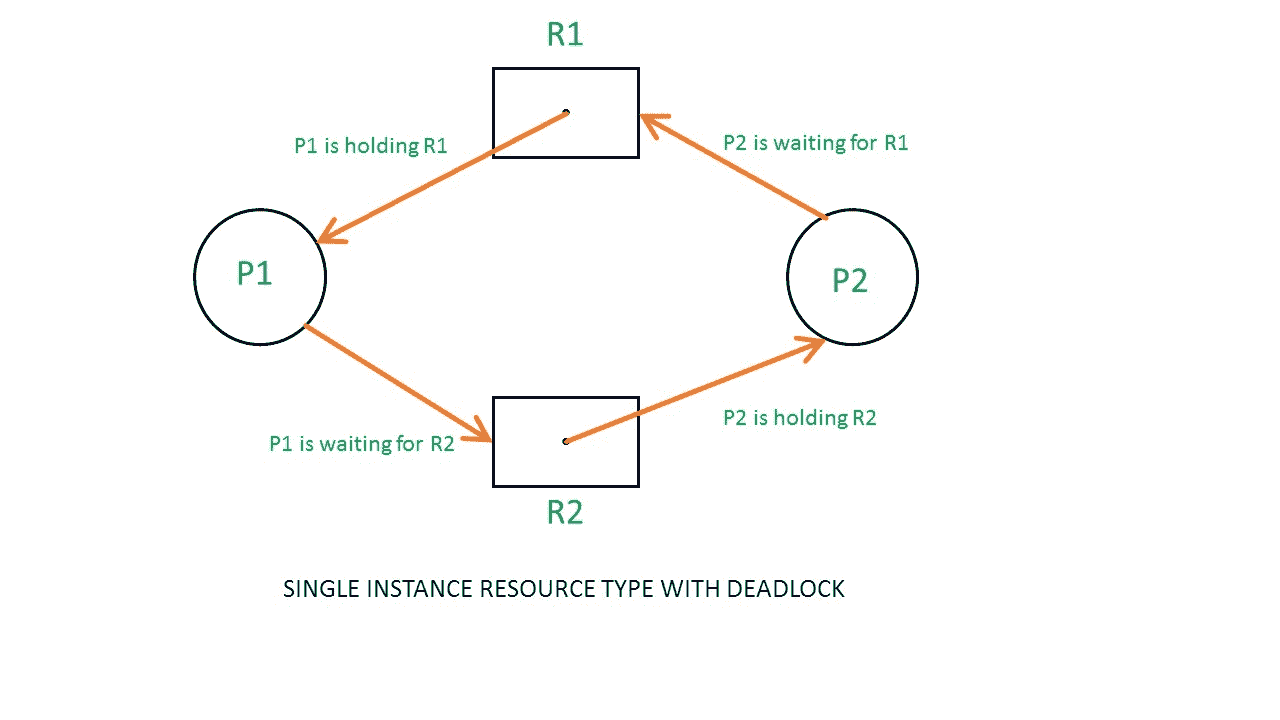 R1
P1 is holding R1
P2 is waiting for R1
P1
P2
P1 is waiting for R2
P2 is holding R2
R2
SINGLE INSTANCE RESOURCE TYPE WITH DEADLOCK